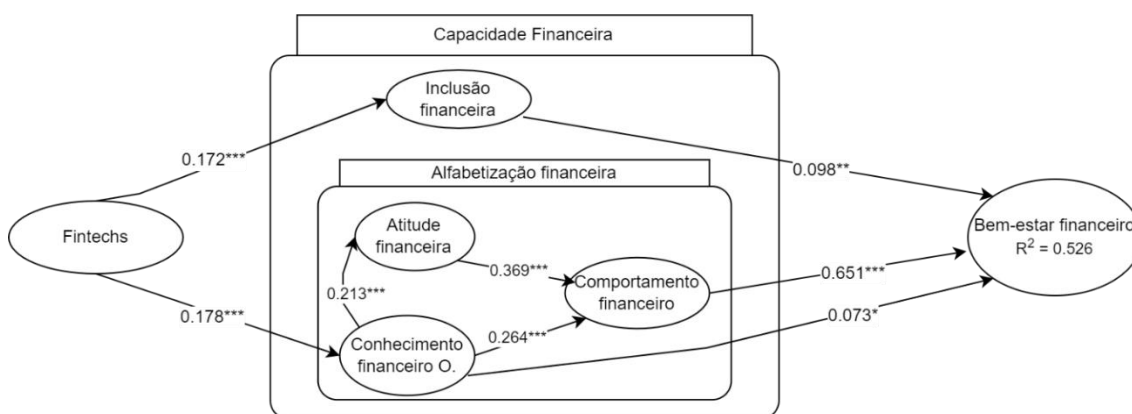 Capacidade Financeira
Inclusão
financeira
0.172***
0.098**
Alfabetização financeira
Fintechs
Atitude
financeira
Bem-estar financeiro
R² = 0.526
0.369***
Comportamento
financeiro
0.651***
0.213***
0.178***
0.264***
0.073*
Conhecimento
financeiro O.